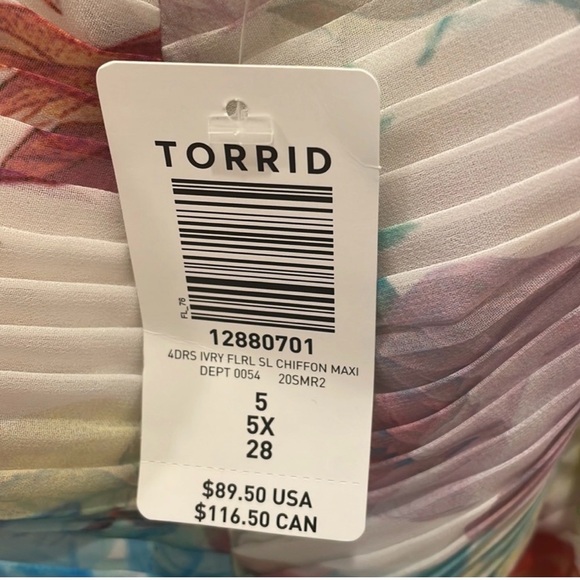 TORRID
FL_76
12880701
4DRS IVRY FLRL SL CHIFFON MAXI
DEPT 0054 20SMR2
5
5X
28
$89.50 USA
$116.50 CAN